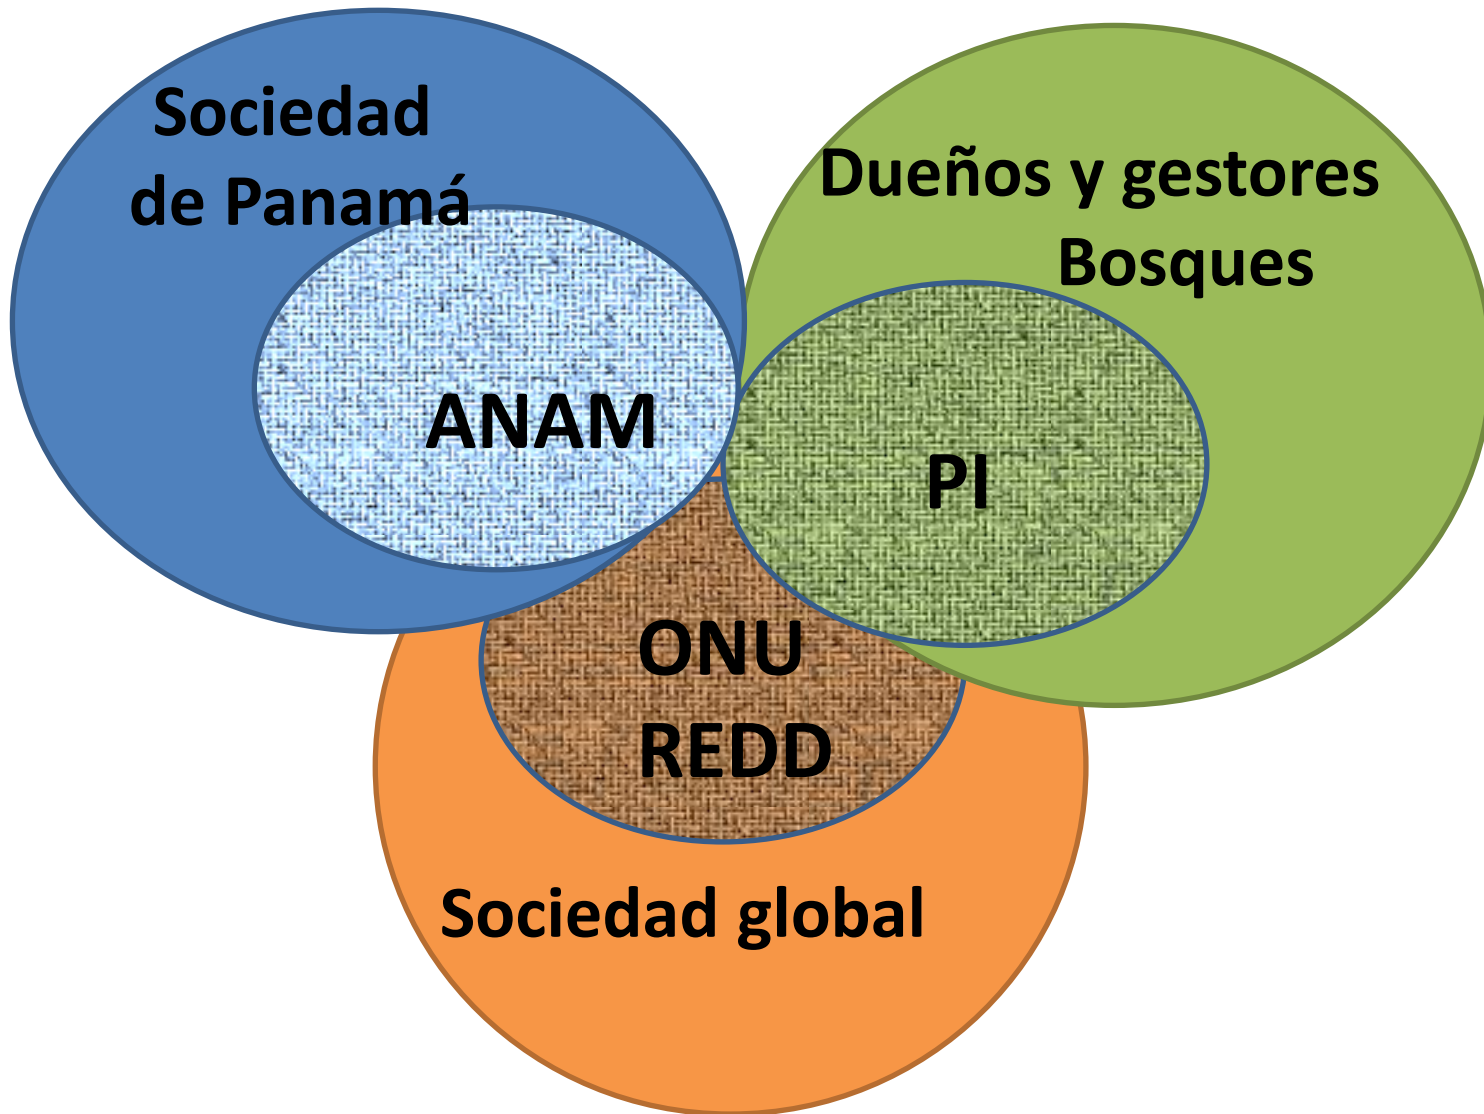 Sociedad
de Panamá
Dueños y gestores
Bosques
ANAM
PI
ONU
REDD
Sociedad global